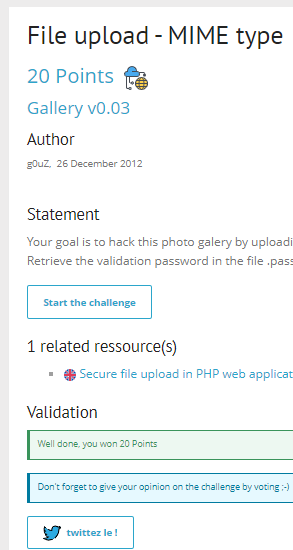 File upload - MIME type
20 Points
Gallery v0.03
Author
g0uZ, 26 December 2012
Statement
Your goal is to hack this photo galery by uploadi
Retrieve the validation password in the file .pass
Start the challenge
1 related ressource(s)
Secure file upload in PHP web applicat
Validation
Well done, you won 20 Points
Don't forget to give your opinion on the challenge by voting ;-)
twittez le !